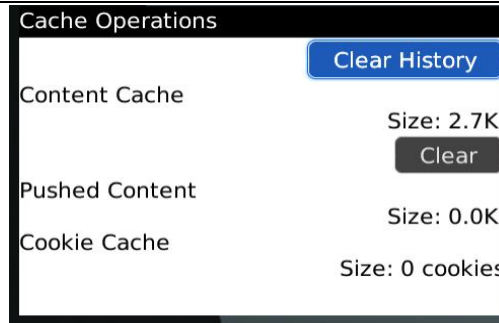 Cache Operations
Clear History
Content Cache
Size: 2.7K
Clear
Pushed Content
Size: 0.0K
Cookie Cache
Size: 0 cookies